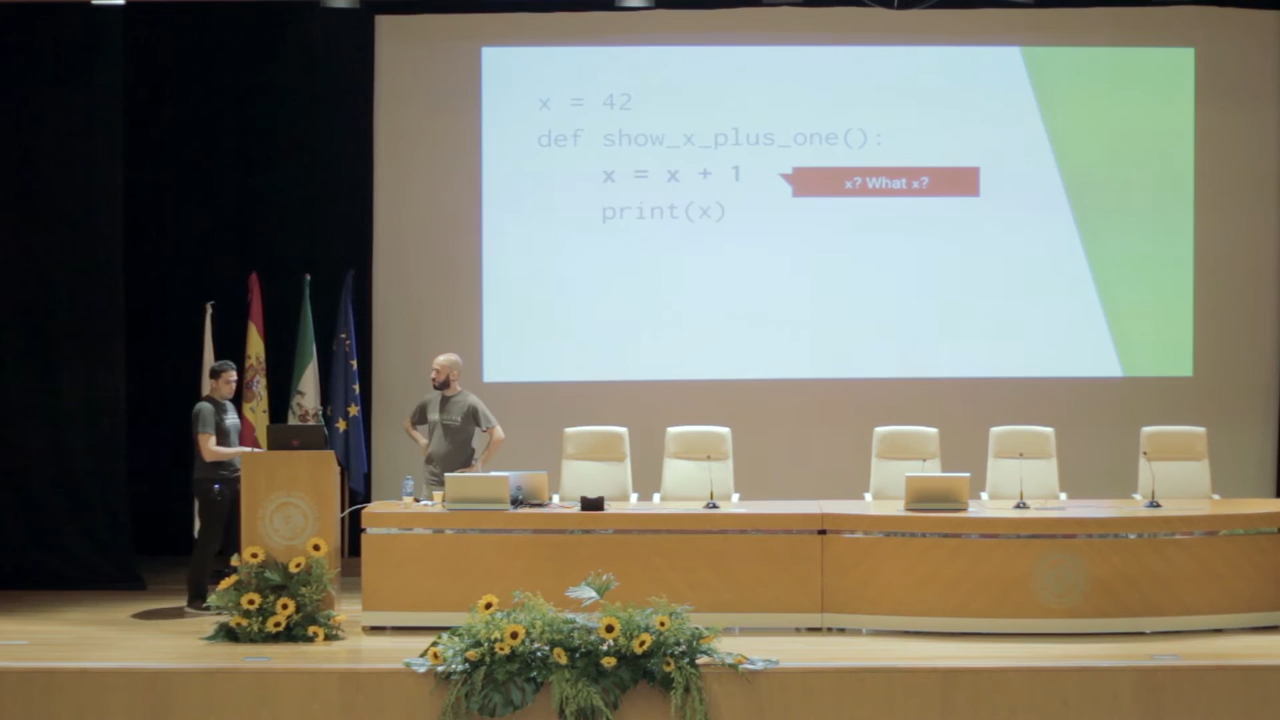 x = 42
def show_x_plus_one():
    x = x + 1
x? What x?
    print(x)